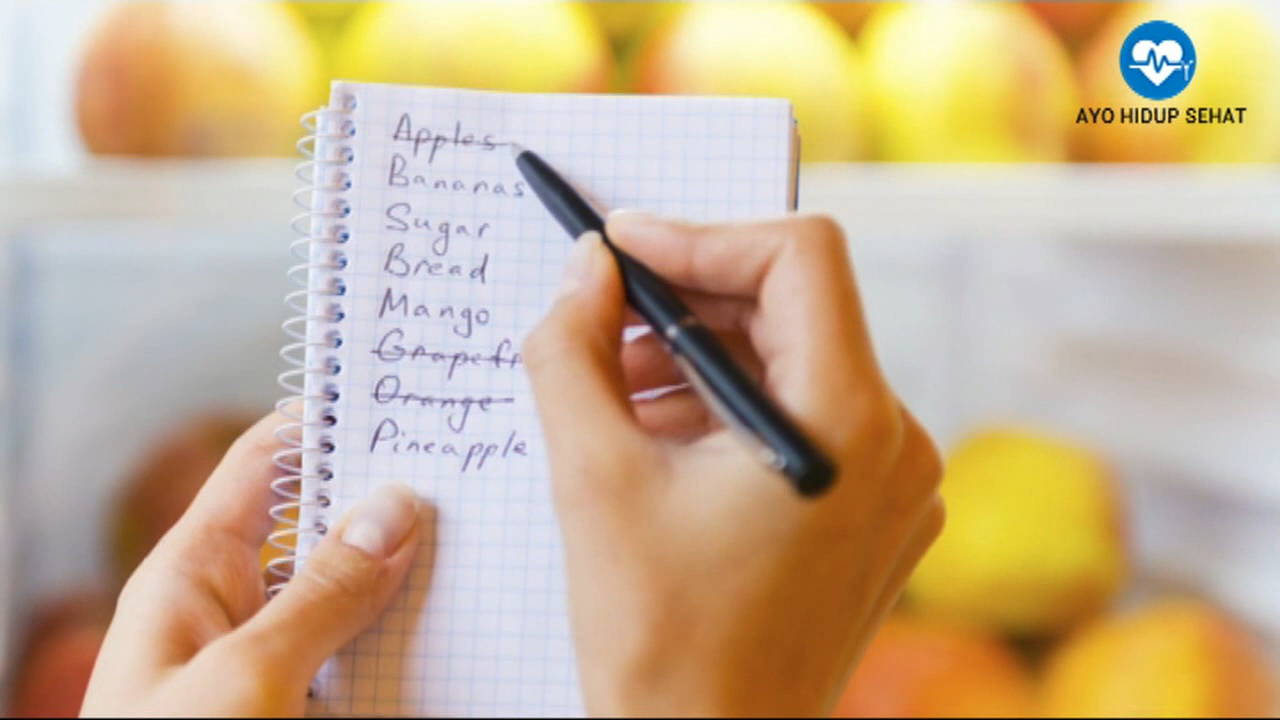 AYO HIDUP SEHAT
Apples
Bananas
Sugar
Bread
Mango
Grapefr
Orange
Pineapple